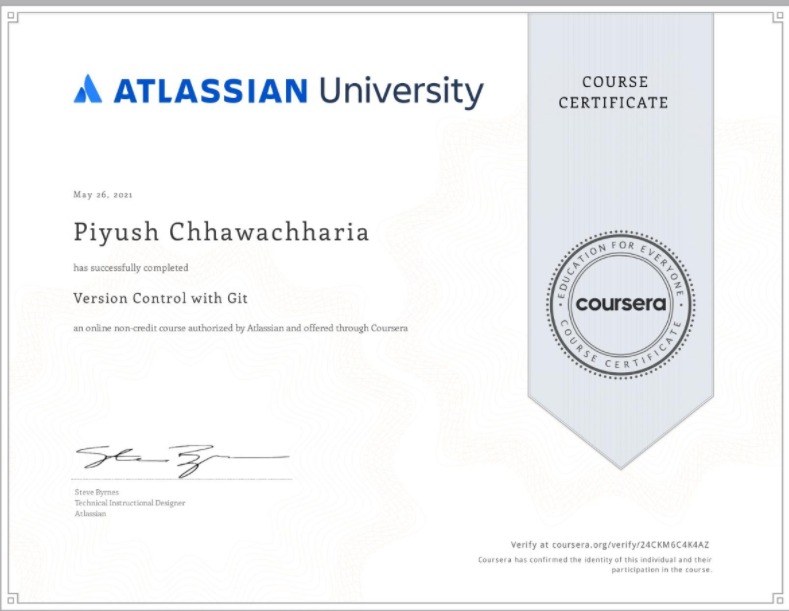 ATLASSIAN University
COURSE
CERTIFICATE
May 26, 2021
Piyush Chhawachharia
has successfully completed
Version Control with Git
an online non-credit course authorized by Atlassian and offered through Coursera
EDUCATION FOR EVERYONE
coursera
COURSE CERTIFICATE
Steve Byrnes
Technical Instructional Designer
Atlassian
Verify at coursera.org/verify/24CKM6C4K4AZ
Coursera has confirmed the identity of this individual and their
participation in the course.